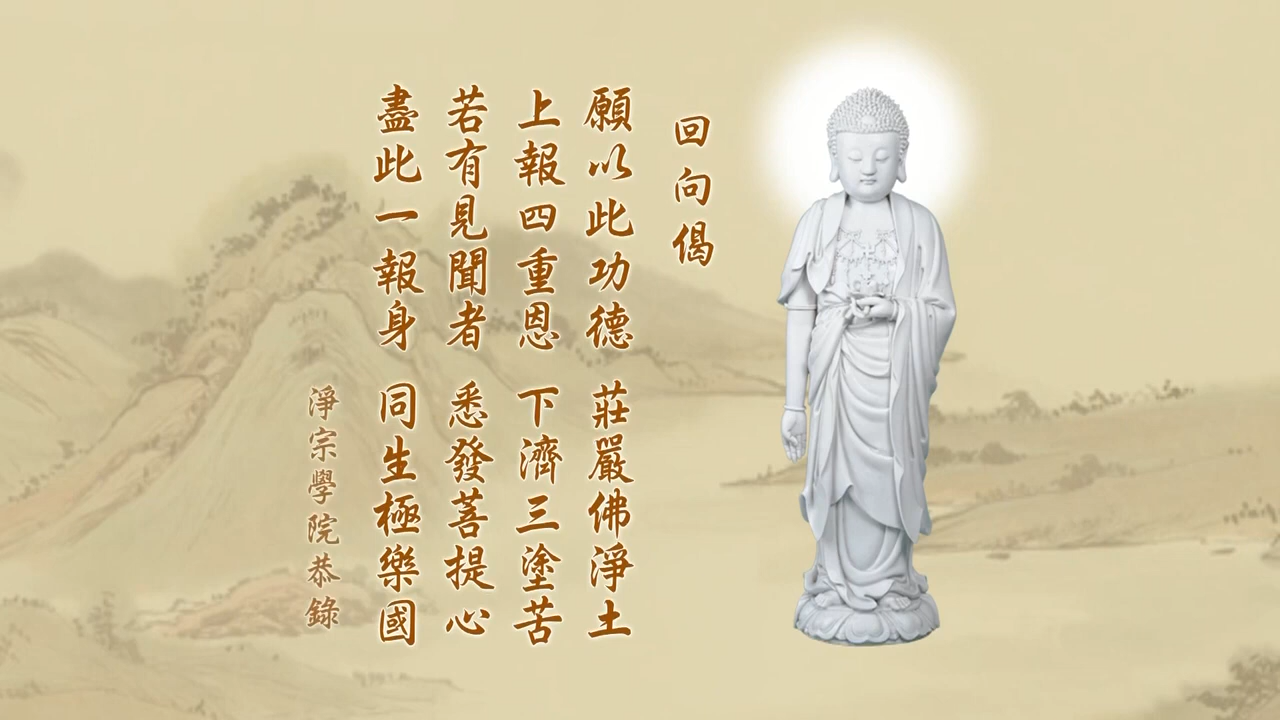 回向偈
願以此功德 莊嚴佛淨土
上報四重恩 下濟三塗苦
若有見聞者 悉發菩提心
盡此一報身 同生極樂國
淨宗學院恭錄